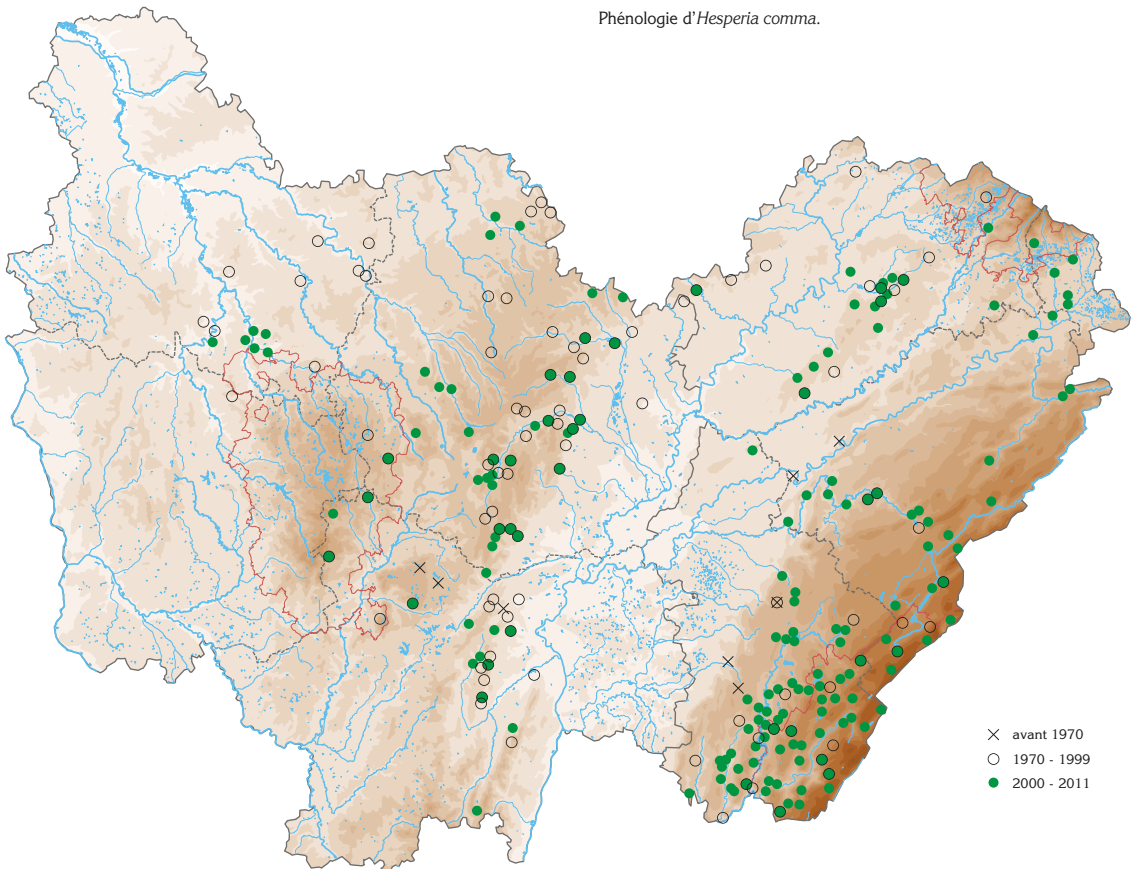 Phénologie d'Hesperia comma.
avant 1970
1970 - 1999
2000 - 2011